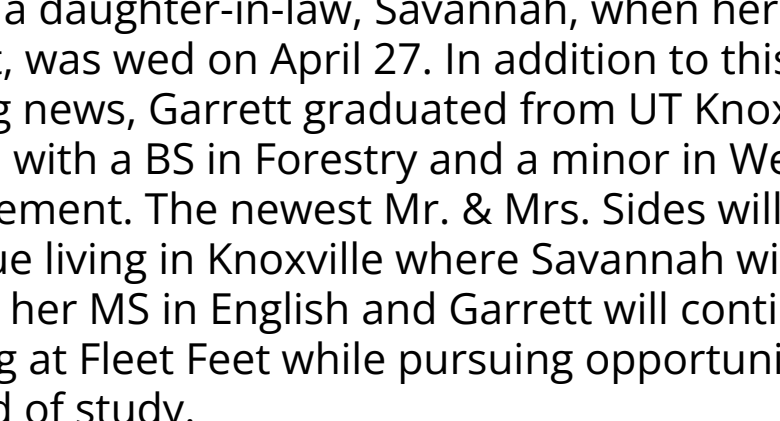 a daughter-in-law, Savannah, when her
, was wed on April 27. In addition to this
g news, Garrett graduated from UT Knox
with a BS in Forestry and a minor in We
ement. The newest Mr. & Mrs. Sides will
ue living in Knoxville where Savannah wi
her MS in English and Garrett will conti
g at Fleet Feet while pursuing opportuni
d of study.